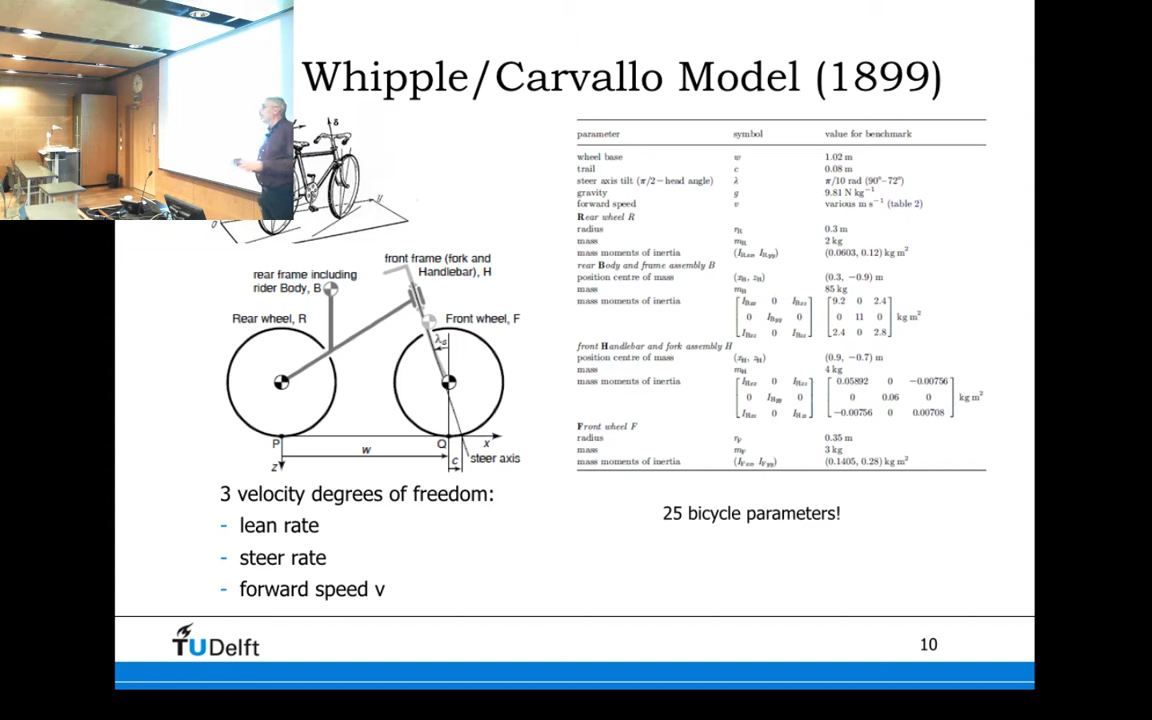 Whipple/Carvallo Model (1899)
δ
y
front frame (fork and
Handlebar), H
rear frame including
rider Body, B
Rear wheel, R
Front wheel, F
λs
P
Q
x
w
z
c
steer axis
3 velocity degrees of freedom:
- lean rate
- steer rate
- forward speed v
parameter symbol value for benchmark
wheel base w 1.02 m
trail c 0.08 m
steer axis tilt (π/2−head angle) λ π/10 rad (90°−72°)
gravity g 9.81 N kg⁻¹
forward speed v various m s⁻¹ (table 2)
Rear wheel R
radius 0.3 m
mass 2 kg
mass moments of inertia (0.0603, 0.12) kg m²
rear Body and frame assembly B
position centre of mass (0.3, −0.9) m
mass 85 kg
mass moments of inertia
9.2 0 2.4
0 0 0 11 0 kg m²
0 2.4 0 2.8
front Handlebar and fork assembly H
position centre of mass (0.9, −0.7) m
mass 4 kg
mass moments of inertia 0 0.05892 0 −0.00756
0 0 0 0.06 0 kg m²
0 −0.00756 0 0.00708
Front wheel F
radius 0.35 m
mass 3 kg
mass moments of inertia (0.1405, 0.28) kg m²
25 bicycle parameters!
TUDelft
10